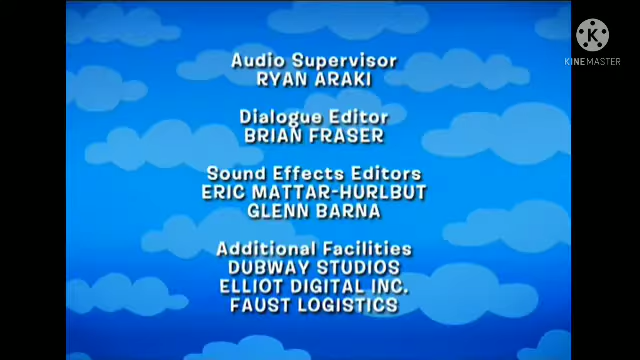 KINEMASTER
Audio Supervisor
RYAN ARAKI
Dialogue Editor
BRIAN FRASER
Sound Effects Editors
ERIC MATTAR-HURLBUT
GLENN BARNA
Additional Facilities
DUBWAY STUDIOS
ELLIOT DIGITAL INC.
FAUST LOGISTICS